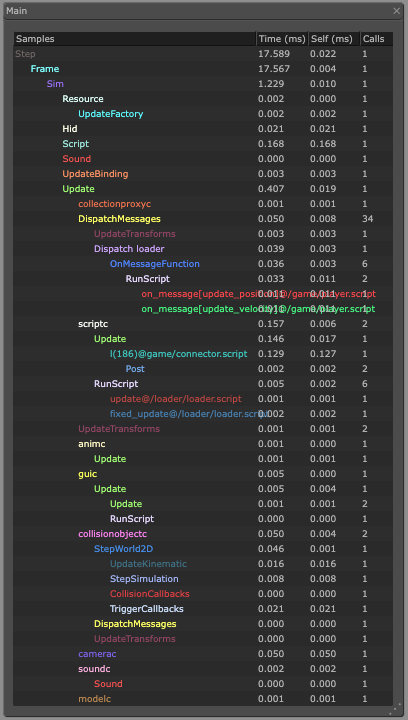 Main
Samples Time (ms) Self (ms) Calls
Step 17.589 0.022 1
Frame 17.567 0.004 1
Sim 1.229 0.010 1
Resource 0.002 0.000 1
UpdateFactory 0.002 0.002 1
Hid 0.021 0.021 1
Script 0.168 0.168 1
Sound 0.000 0.000 1
UpdateBinding 0.003 0.003 1
Update 0.407 0.019 1
collectionproxyc 0.001 0.001 1
DispatchMessages 0.050 0.008 34
UpdateTransforms 0.003 0.003 1
Dispatch loader 0.039 0.003 1
OnMessageFunction 0.036 0.003 6
RunScript 0.033 0.011 2
on_message[update_position]@/game/player.script 0.011 0.011 1
on_message[update_velocity]@/game/player.script 1
scriptc 0.157 0.006 2
Update 0.146 0.017 1
l(186)@game/connector.script 0.129 0.127 1
Post 0.002 0.002 2
RunScript 0.005 0.002 6
update@/loader/loader.script 0.001 0.001 1
fixed_update@/loader/loader.script 0.002 0.002 1
UpdateTransforms 0.001 0.001 2
animc 0.001 0.000 1
Update 0.001 0.001 1
guic 0.005 0.000 1
Update 0.005 0.004 1
Update 0.001 0.001 2
RunScript 0.000 0.000 1
collisionobjectc 0.050 0.004 2
StepWorld2D 0.046 0.001 1
UpdateKinematic 0.016 0.016 1
StepSimulation 0.008 0.008 1
CollisionCallbacks 0.000 0.000 1
TriggerCallbacks 0.021 0.021 1
DispatchMessages 0.000 0.000 1
UpdateTransforms 0.000 0.000 1
camerac 0.050 0.050 1
soundc 0.002 0.002 1
Sound 0.000 0.000 1
modelc 0.001 0.001 1